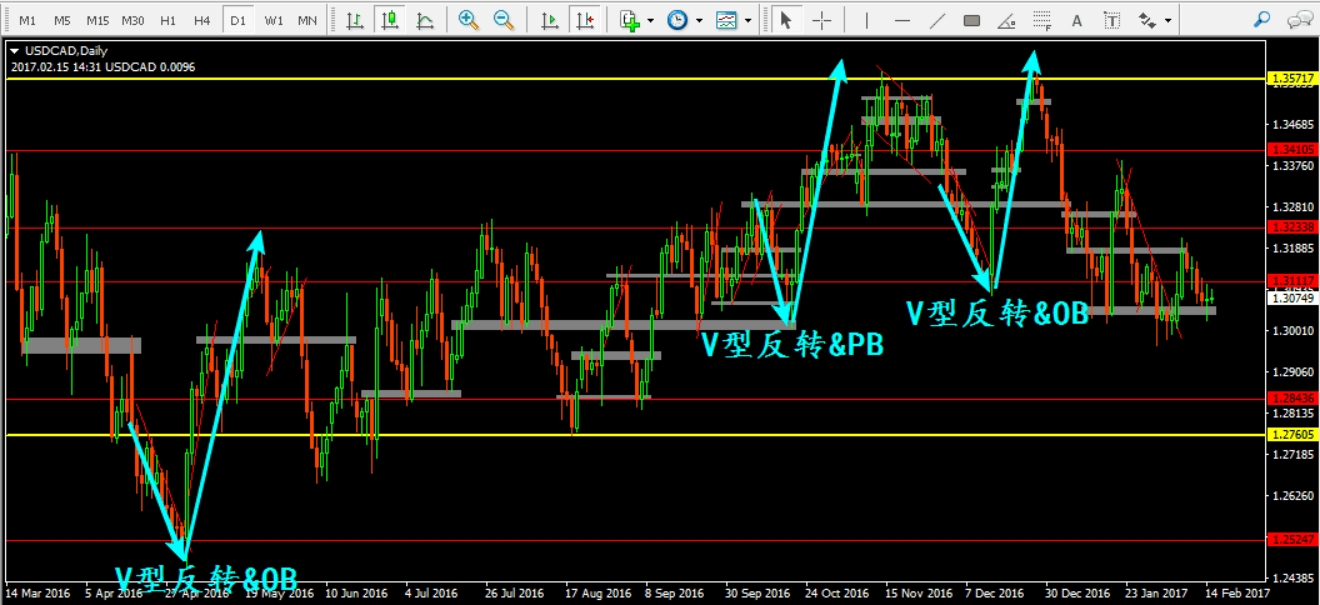 M1 M5 M15 M30 H1 H4 D1 W1 MN A T
USDCAD,Daily
2017.02.15 14:31 USDCAD 0.0096
1.35717
1.34685
1.34105
1.33760
1.32810
1.32338
1.31885
1.31117
1.30749
V型反转&OB
1.30001
V型反转&PB
1.29060
1.28436
1.28135
1.27605
1.27185
1.26260
1.25247
V型反转&OB
1.24385
14 Mar 2016 5 Apr 2016 27 Apr 2016 19 May 2016 10 Jun 2016 4 Jul 2016 26 Jul 2016 17 Aug 2016 8 Sep 2016 30 Sep 2016 24 Oct 2016 15 Nov 2016 7 Dec 2016 30 Dec 2016 23 Jan 2017 14 Feb 2017